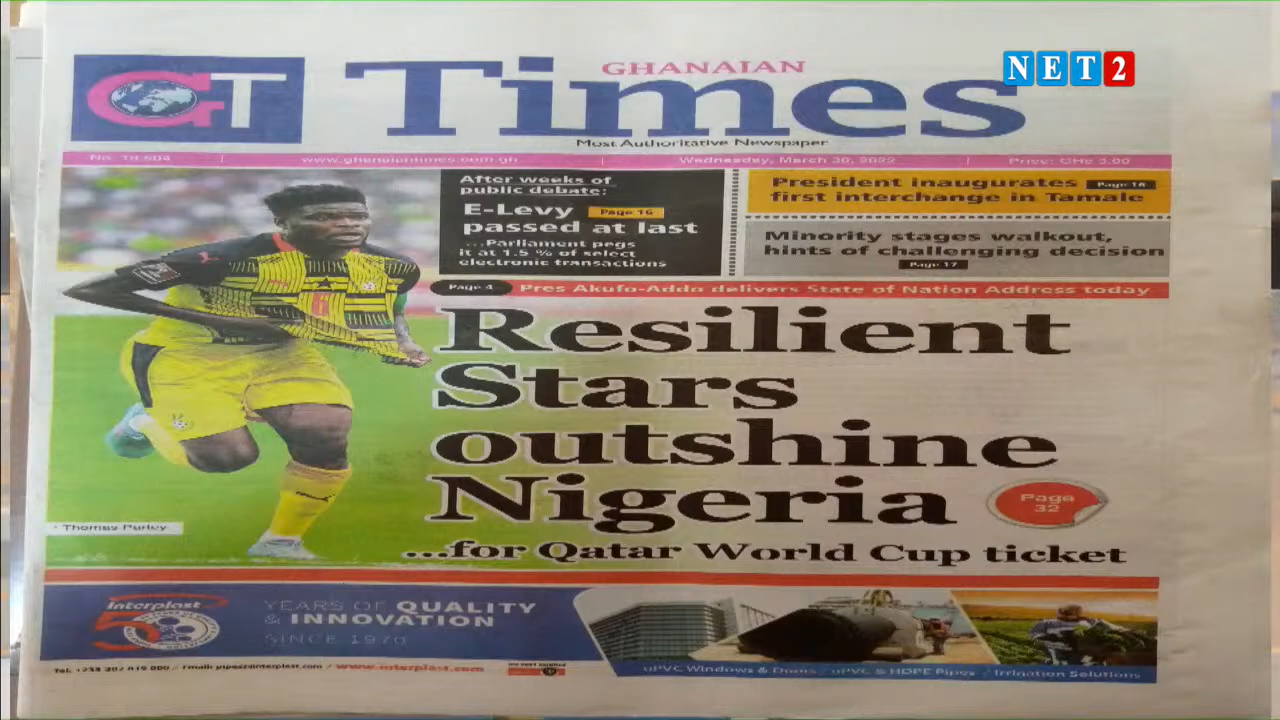 NET2
GT
GHANAIAN
Times
Most Authoritative Newspaper
www.ghanaiantimes.com.gh
Wednesday, March 30, 2022
Price: GH¢ 3.00
After weeks of
public debate:
E-Levy Page 16
passed at last
...Parliament pegs
it at 1.5 % of select
electronic transactions
President inaugurates
first interchange in Tamale
Minority stages walkout,
hints of challenging decision
Page 17
Page 4 Pres Akufo-Addo delivers State of Nation Address today
Resilient
Stars
outshine
Nigeria
Page
32
...for Qatar World Cup ticket
Thomas Partey
Interplast
50
YEARS OF QUALITY
& INNOVATION
SINCE 1970
www.interplast.com
uPVC Windows & Doors / uPVC & HDPE Pipes / Irrigation Solutions